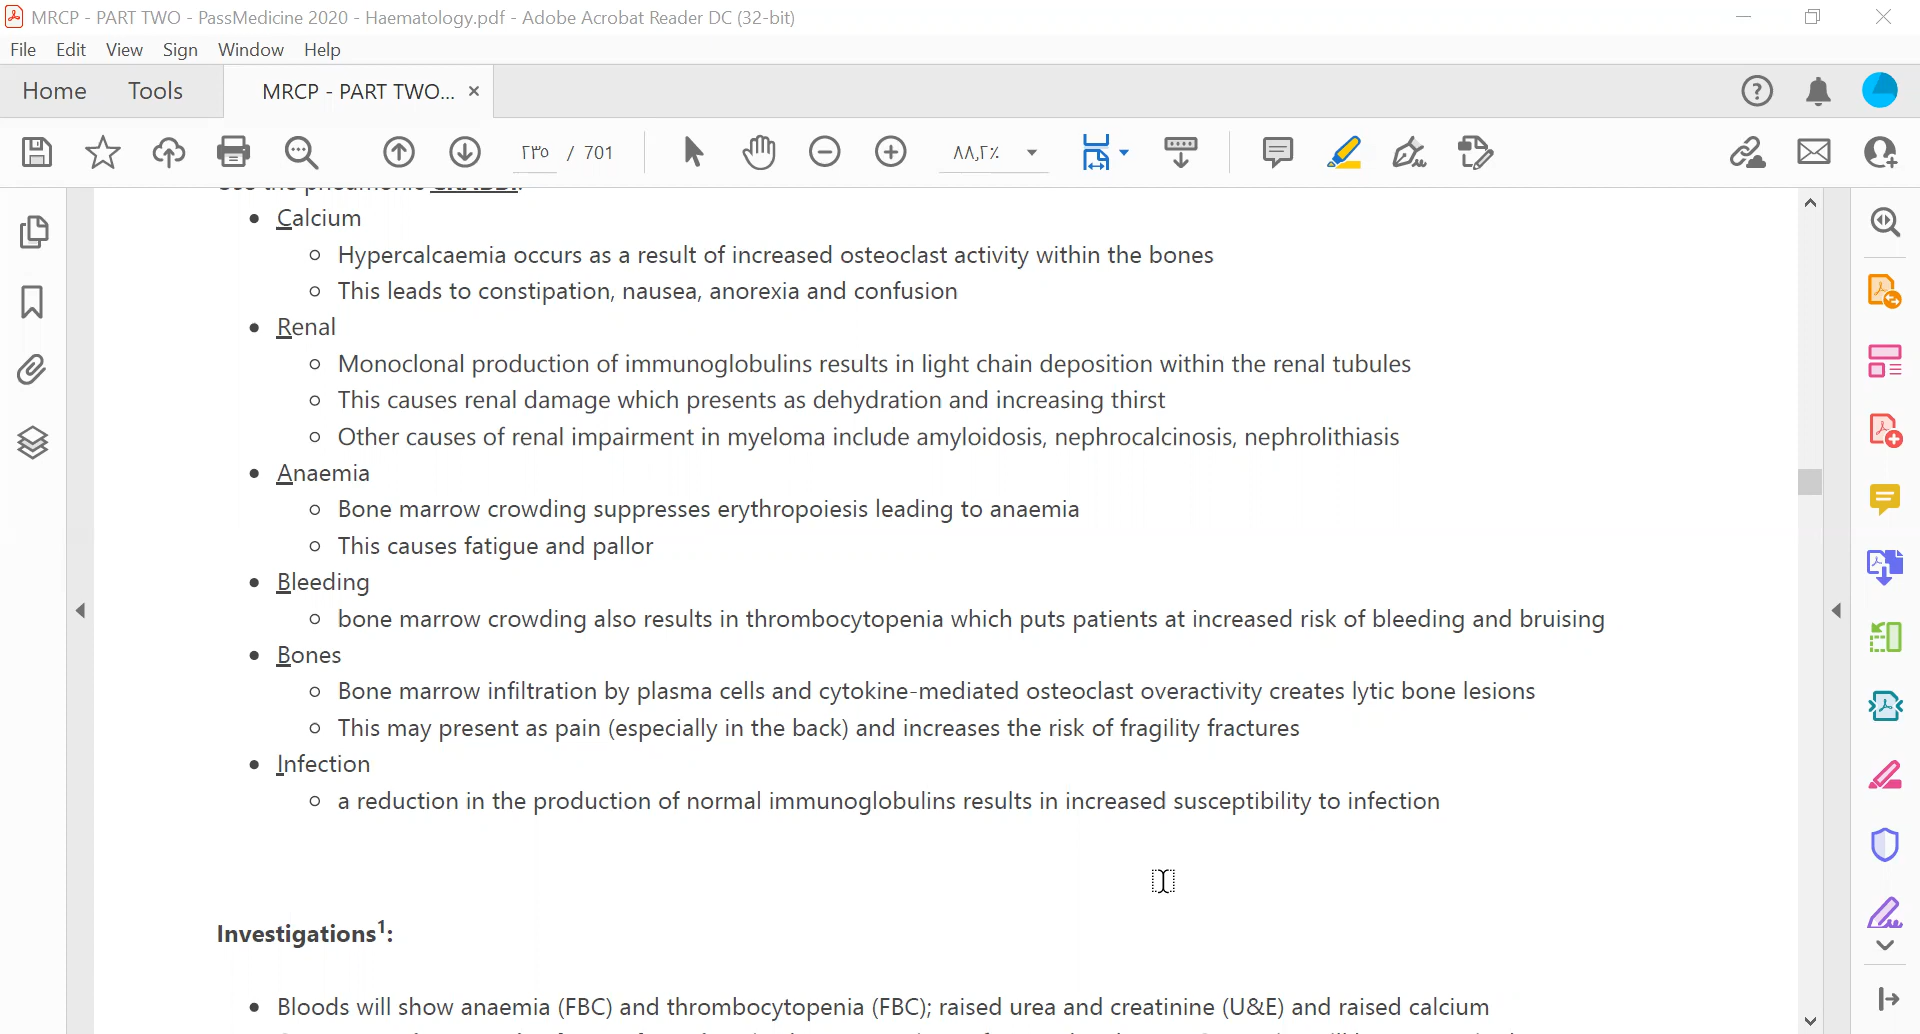 MRCP - PART TWO - PassMedicine 2020 - Haematology.pdf - Adobe Acrobat Reader DC (32-bit)
File Edit View Sign Window Help
Home Tools MRCP - PART TWO... ×
٢٣٥ / 701 ٨٨,٢٪
• Calcium
o Hypercalcaemia occurs as a result of increased osteoclast activity within the bones
o This leads to constipation, nausea, anorexia and confusion
• Renal
o Monoclonal production of immunoglobulins results in light chain deposition within the renal tubules
o This causes renal damage which presents as dehydration and increasing thirst
o Other causes of renal impairment in myeloma include amyloidosis, nephrocalcinosis, nephrolithiasis
• Anaemia
o Bone marrow crowding suppresses erythropoiesis leading to anaemia
o This causes fatigue and pallor
• Bleeding
o bone marrow crowding also results in thrombocytopenia which puts patients at increased risk of bleeding and bruising
• Bones
o Bone marrow infiltration by plasma cells and cytokine-mediated osteoclast overactivity creates lytic bone lesions
o This may present as pain (especially in the back) and increases the risk of fragility fractures
• Infection
o a reduction in the production of normal immunoglobulins results in increased susceptibility to infection
Investigations¹:
• Bloods will show anaemia (FBC) and thrombocytopenia (FBC); raised urea and creatinine (U&E) and raised calcium